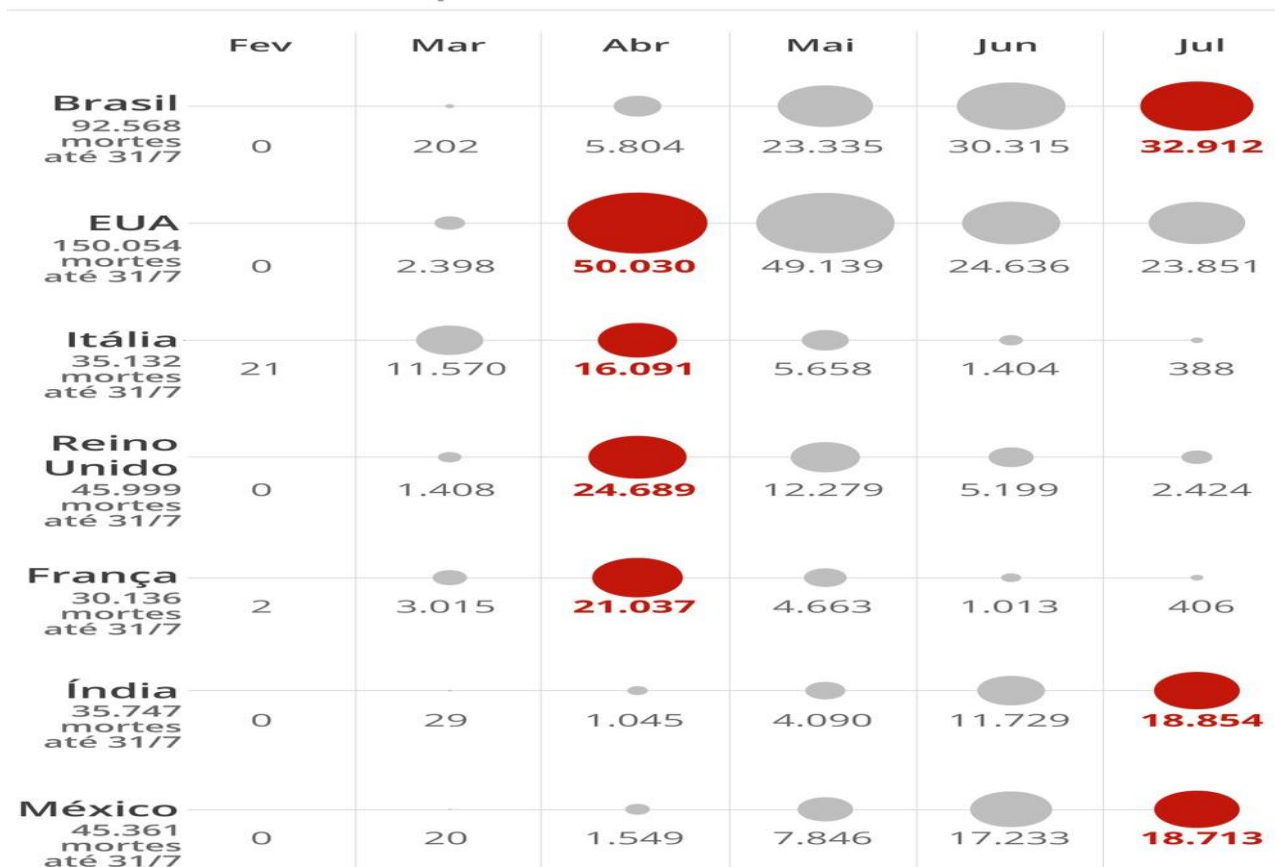 Fev Mar Abr Mai Jun Jul
Brasil
92.568
mortes
até 31/7
0 202 5.804 23.335 30.315 32.912
EUA
150.054
mortes
até 31/7
0 2.398 50.030 49.139 24.636 23.851
Itália
35.132
mortes
até 31/7
21 11.570 16.091 5.658 1.404 388
Reino
Unido
45.999
mortes
até 31/7
0 1.408 24.689 12.279 5.199 2.424
França
30.136
mortes
até 31/7
2 3.015 21.037 4.663 1.013 406
Índia
35.747
mortes
até 31/7
0 29 1.045 4.090 11.729 18.854
México
45.361
mortes
até 31/7
0 20 1.549 7.846 17.233 18.713